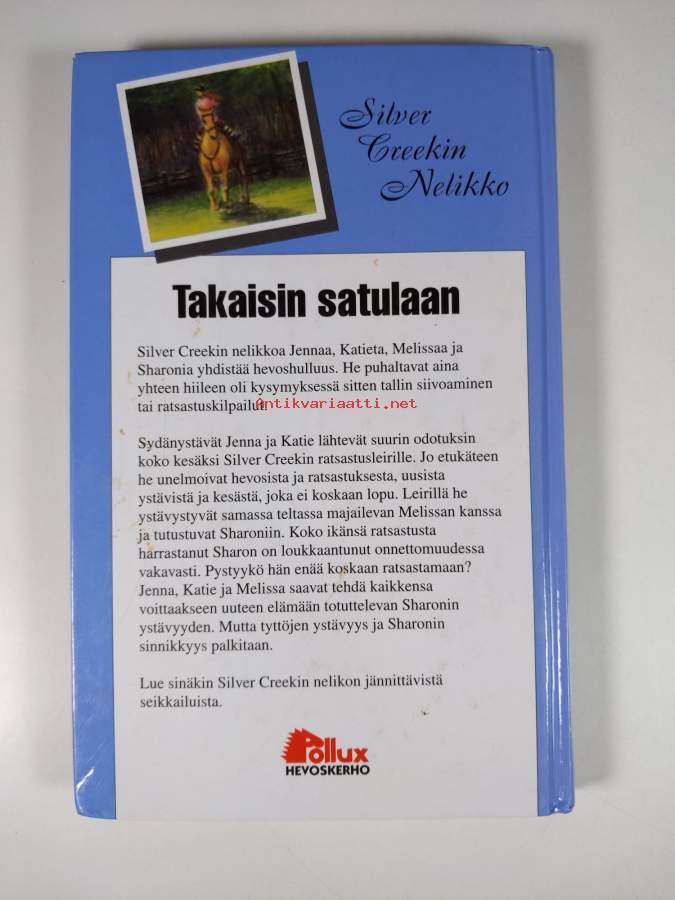 Silver
Creekin
Nelikko
Takaisin satulaan
Silver Creekin nelikkoa Jennaa, Katieta, Melissaa ja
Sharonia yhdistää hevoshulluus. He puhaltavat aina
yhteen hiileen oli kysymyksessä sitten tallin siivoaminen
tai ratsastuskilpailut.
antikvariaatti.net
Sydänystävät Jenna ja Katie lähtevät suurin odotuksin
koko kesäksi Silver Creekin ratsastusleirille. Jo etukäteen
he unelmoivat hevosista ja ratsastuksesta, uusista
ystävistä ja kesästä, joka ei koskaan lopu. Leirillä he
ystävystyvät samassa teltassa majailevan Melissan kanssa
ja tutustuvat Sharoniin. Koko ikänsä ratsastusta
harrastanut Sharon on loukkaantunut onnettomuudessa
vakavasti. Pystyykö hän enää koskaan ratsastamaan?
Jenna, Katie ja Melissa saavat tehdä kaikkensa
voittaakseen uuteen elämään totuttelevan Sharonin
ystävyyden. Mutta tyttöjen ystävyys ja Sharonin
sinnikkyys palkitaan.
Lue sinäkin Silver Creekin nelikon jännittävistä
seikkailuista.
Pollux
HEVOSKERHO